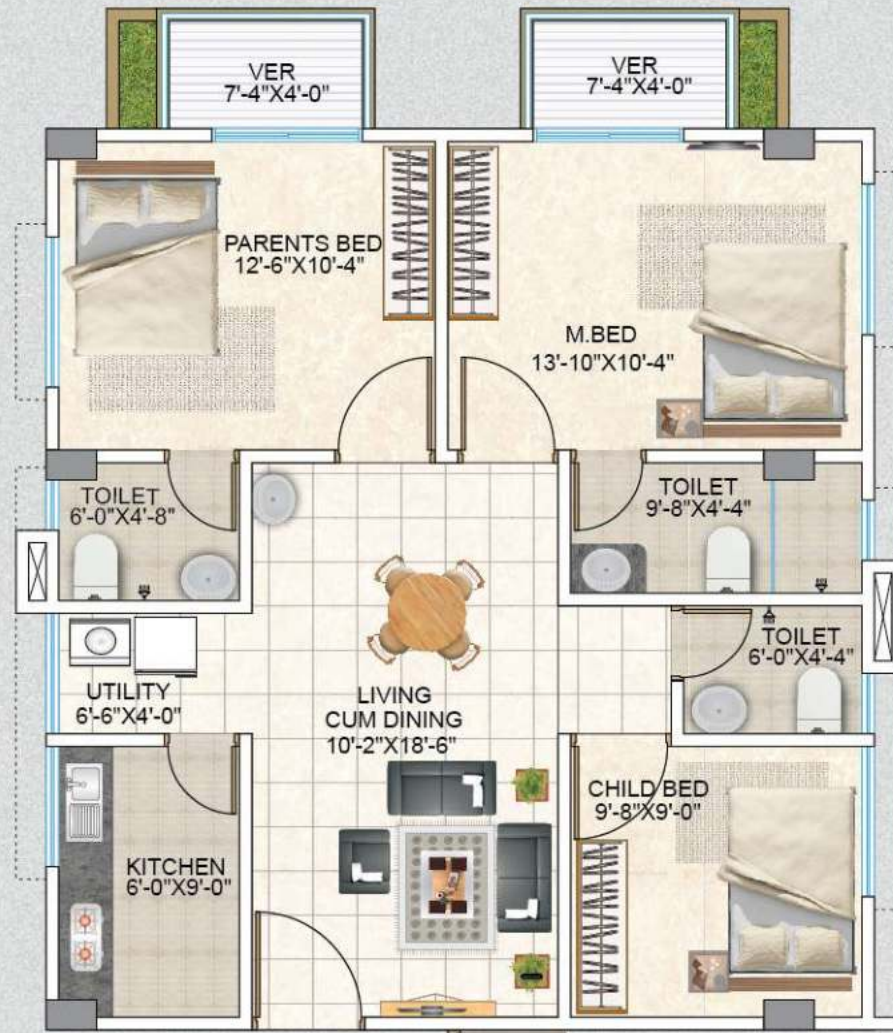 VER
7'-4"X4'-0"
VER
7'-4"X4'-0"
PARENTS BED
12'-6"X10'-4"
M.BED
13'-10"X10'-4"
TOILET
6'-0"X4'-8"
TOILET
9'-8"X4'-4"
TOILET
6'-0"X4'-4"
UTILITY
6'-6"X4'-0"
LIVING
CUM DINING
10'-2"X18'-6"
CHILD BED
9'-8"X9'-0"
KITCHEN
6'-0"X9'-0"